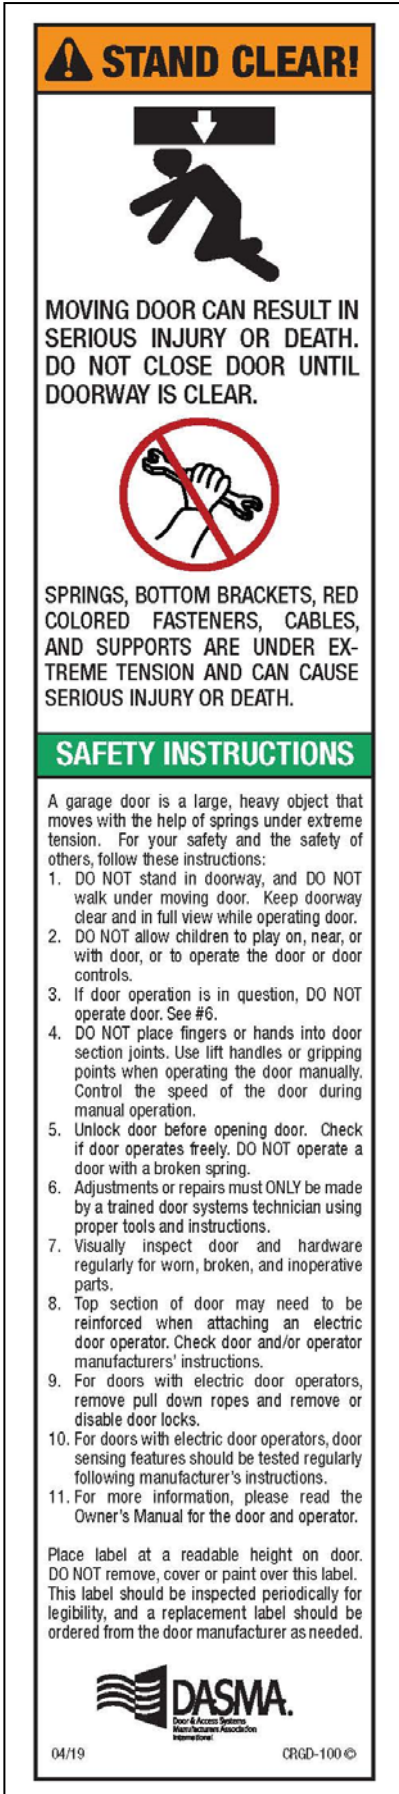 STAND CLEAR!
MOVING DOOR CAN RESULT IN
SERIOUS INJURY OR DEATH.
DO NOT CLOSE DOOR UNTIL
DOORWAY IS CLEAR.
SPRINGS, BOTTOM BRACKETS, RED
COLORED FASTENERS, CABLES,
AND SUPPORTS ARE UNDER EX-
TREME TENSION AND CAN CAUSE
SERIOUS INJURY OR DEATH.
SAFETY INSTRUCTIONS
A garage door is a large, heavy object that
moves with the help of springs under extreme
tension. For your safety and the safety of
others, follow these instructions:
1. DO NOT stand in doorway, and DO NOT
walk under moving door. Keep doorway
clear and in full view while operating door.
2. DO NOT allow children to play on, near, or
with door, or to operate the door or door
controls.
3. If door operation is in question, DO NOT
operate door. See #6.
4. DO NOT place fingers or hands into door
section joints. Use lift handles or gripping
points when operating the door manually.
Control the speed of the door during
manual operation.
5. Unlock door before opening door. Check
if door operates freely. DO NOT operate a
door with a broken spring.
6. Adjustments or repairs must ONLY be made
by a trained door systems technician using
proper tools and instructions.
7. Visually inspect door and hardware
regularly for worn, broken, and inoperative
parts.
8. Top section of door may need to be
reinforced when attaching an electric
door operator. Check door and/or operator
manufacturers' instructions.
9. For doors with electric door operators,
remove pull down ropes and remove or
disable door locks.
10. For doors with electric door operators, door
sensing features should be tested regularly
following manufacturer's instructions.
11. For more information, please read the
Owner's Manual for the door and operator.
Place label at a readable height on door.
DO NOT remove, cover or paint over this label.
This label should be inspected periodically for
legibility, and a replacement label should be
ordered from the door manufacturer as needed.
DASMA.
Door & Access Systems
Manufacturers Association
International
04/19 CRGD-100 ©